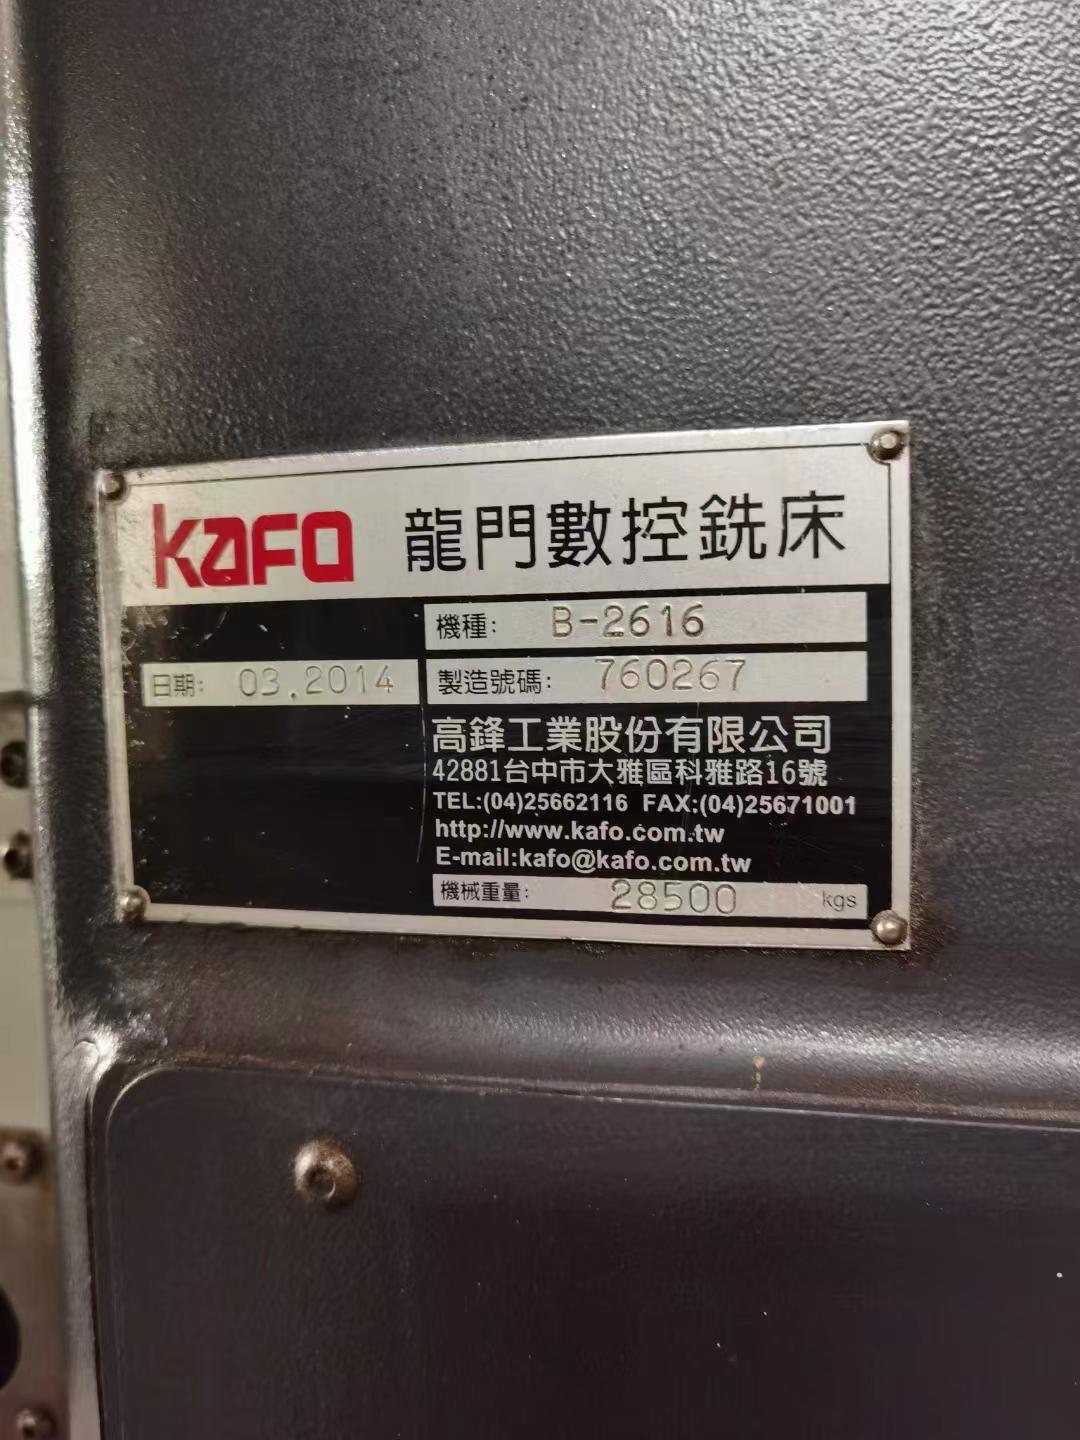 KAFO 龍門數控銑床
機種: B-2616
日期: 03.2014
製造號碼: 760267
高鋒工業股份有限公司
42881台中市大雅區科雅路16號
TEL:(04)25662116 FAX:(04)25671001
http://www.kafo.com.tw
E-mail:kafo@kafo.com.tw
機械重量: 28500 kgs